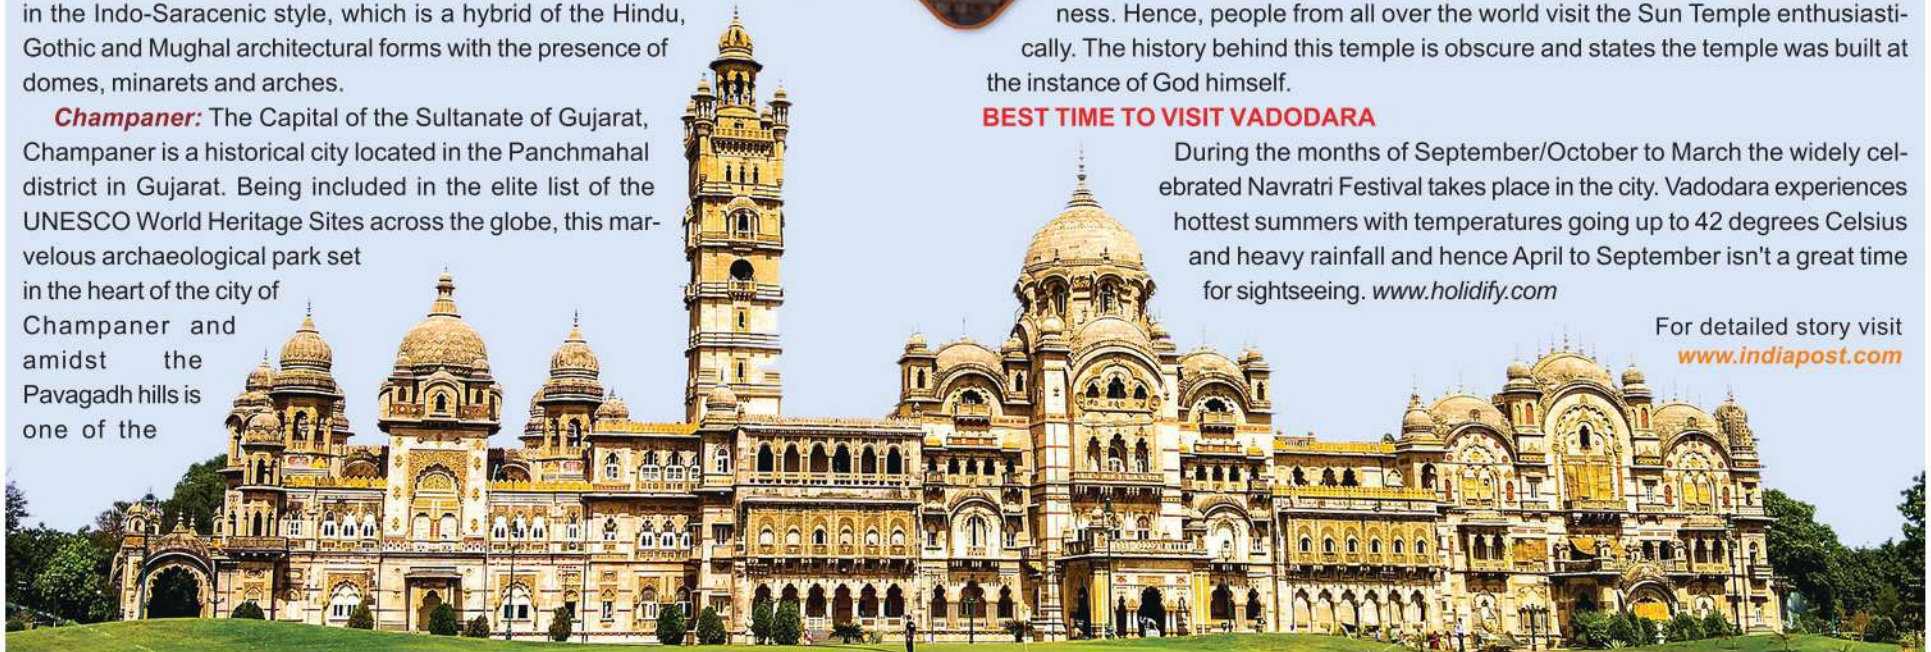 in the Indo-Saracenic style, which is a hybrid of the Hindu,
Gothic and Mughal architectural forms with the presence of
domes, minarets and arches.
Champaner: The Capital of the Sultanate of Gujarat,
Champaner is a historical city located in the Panchmahal
district in Gujarat. Being included in the elite list of the
UNESCO World Heritage Sites across the globe, this mar-
velous archaeological park set
in the heart of the city of
Champaner and
amidst the
Pavagadh hills is
one of the
ness. Hence, people from all over the world visit the Sun Temple enthusiasti-
cally. The history behind this temple is obscure and states the temple was built at
the instance of God himself.
BEST TIME TO VISIT VADODARA
During the months of September/October to March the widely cel-
ebrated Navratri Festival takes place in the city. Vadodara experiences
hottest summers with temperatures going up to 42 degrees Celsius
and heavy rainfall and hence April to September isn't a great time
for sightseeing. www.holidify.com
For detailed story visit
www.indiapost.com